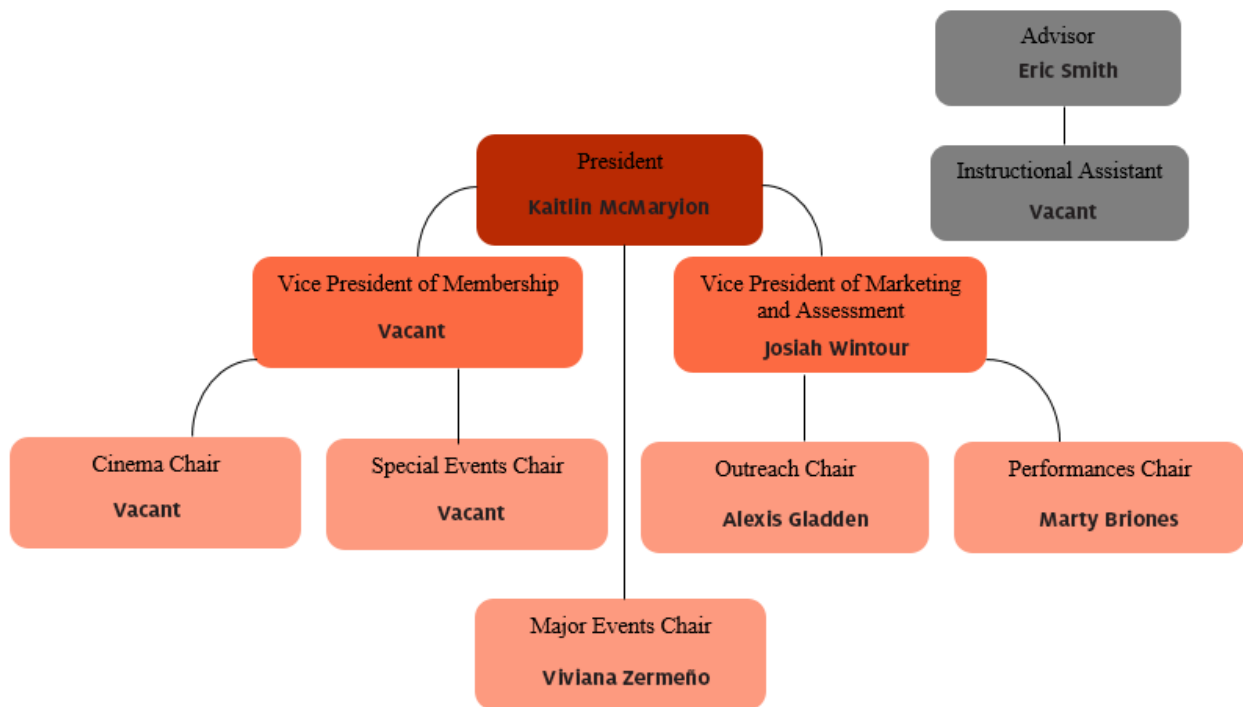 Advisor
Eric Smith
Instructional Assistant
Vacant
President
Kaitlin McMarylon
Vice President of Membership
Vacant
Vice President of Marketing
and Assessment
Josiah Wintour
Cinema Chair
Vacant
Special Events Chair
Vacant
Outreach Chair
Alexis Gladden
Performances Chair
Marty Briones
Major Events Chair
Viviana Zermeño